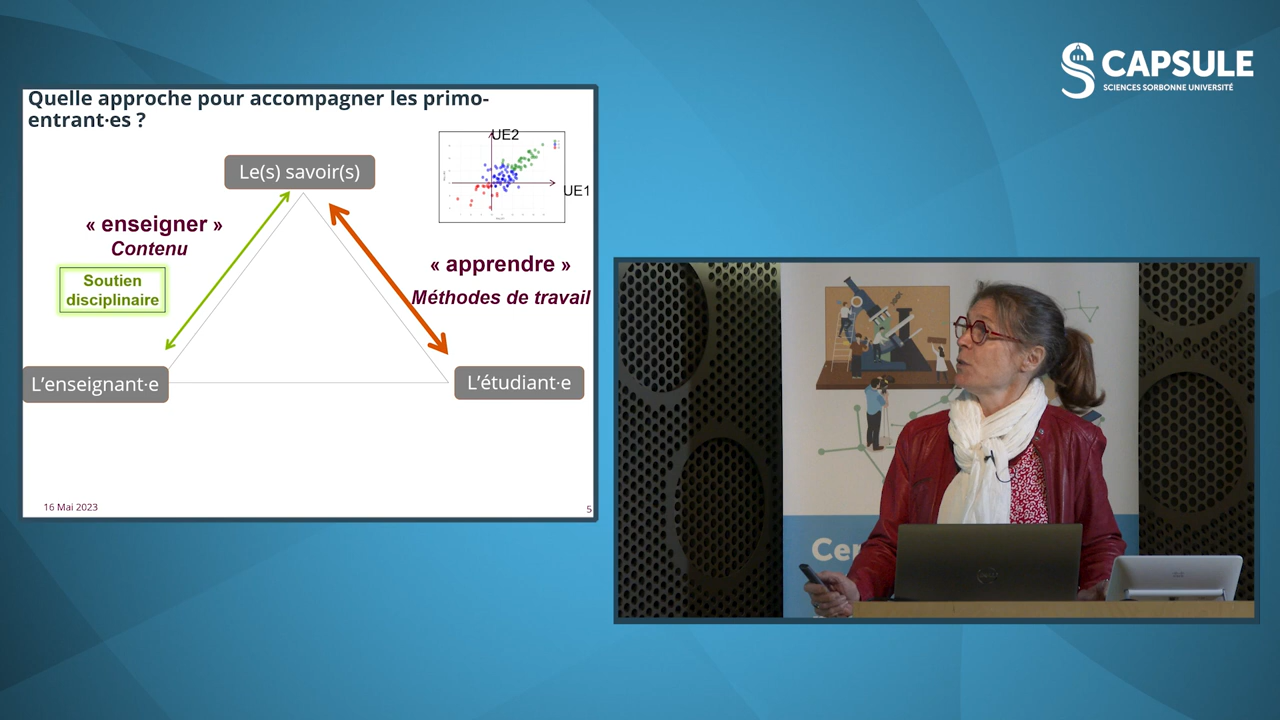 CAPSULE
SCIENCES SORBONNE UNIVERSITÉ
Quelle approche pour accompagner les primo-
entrant·es ?
UE2
Le(s) savoir(s)
UE1
« enseigner »
Contenu
« apprendre »
Soutien
disciplinaire
Méthodes de travail
L'enseignant·e
L'étudiant·e
16 Mai 2023
5
DELL